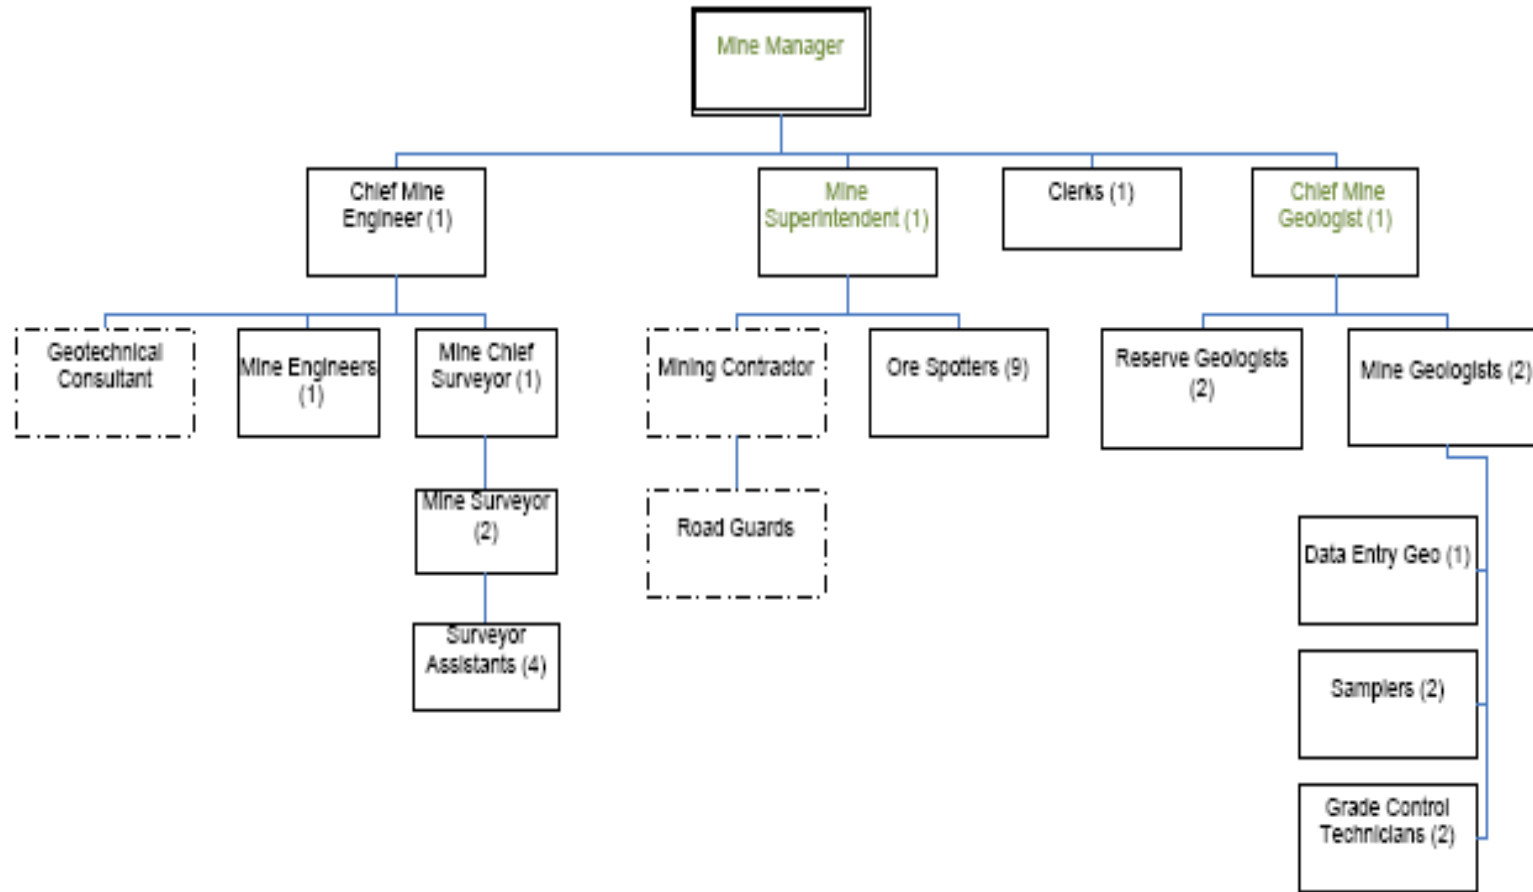 Mine Manager
Chief Mine
Engineer (1)
Mine
Superintendent (1)
Clerks (1)
Chief Mine
Geologist (1)
Geotechnical
Consultant
Mine Engineers
(1)
Mine Chief
Surveyor (1)
Mining Contractor
Ore Spotters (9)
Reserve Geologists
(2)
Mine Geologists (2)
Mine Surveyor
(2)
Road Guards
Data Entry Geo (1)
Surveyor
Assistants (4)
Samplers (2)
Grade Control
Technicians (2)